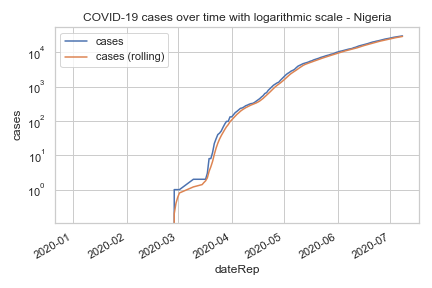 COVID-19 cases over time with logarithmic scale - Nigeria
cases
cases (rolling)
10⁴
10³
10²
10¹
10⁰
cases
2020-01
2020-02
2020-03
2020-04
2020-05
2020-06
2020-07
dateRep